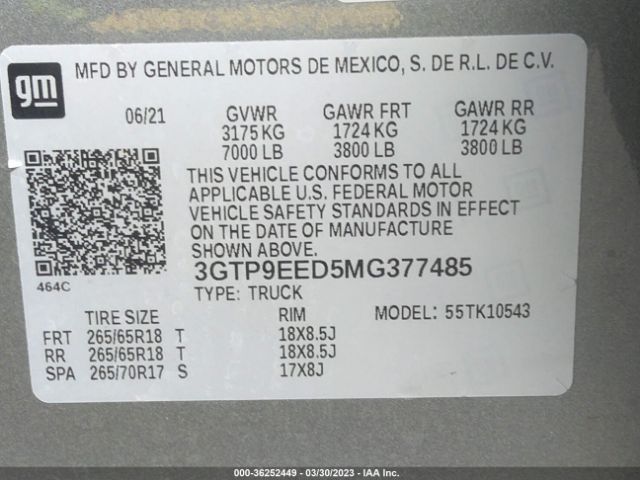 gm
MFD BY GENERAL MOTORS DE MEXICO, S. DE R.L. DE C.V.
06/21 GVWR GAWR FRT GAWR RR
3175 KG 1724 KG 1724 KG
7000 LB 3800 LB 3800 LB
THIS VEHICLE CONFORMS TO ALL
APPLICABLE U.S. FEDERAL MOTOR
VEHICLE SAFETY STANDARDS IN EFFECT
ON THE DATE OF MANUFACTURE
SHOWN ABOVE.
464C
3GTP9EED5MG377485
TYPE: TRUCK
TIRE SIZE RIM MODEL: 55TK10543
FRT 265/65R18 T 18X8.5J
RR 265/65R18 T 18X8.5J
SPA 265/70R17 S 17X8J
000-36252449 - 03/30/2023 - IAA Inc.